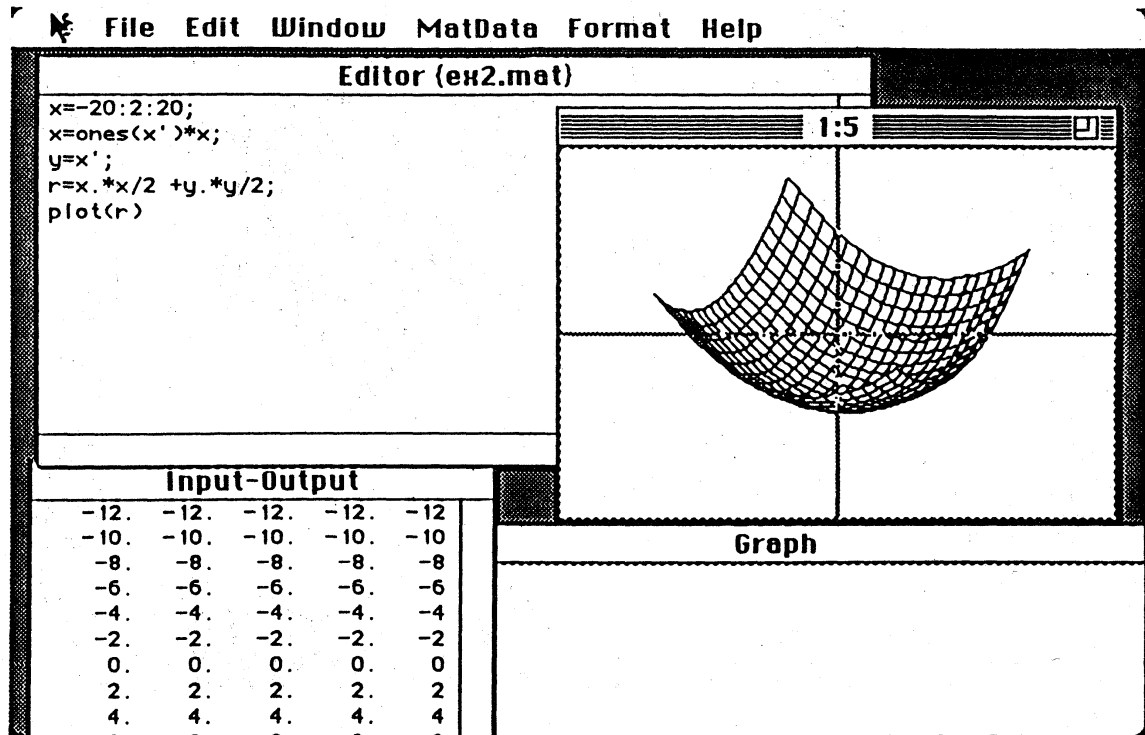 File Edit Window MatData Format Help
Editor (ex2.mat)
x=-20:2:20;
x=ones(x')*x;
y=x';
r=x.*x/2 +y.*y/2;
plot(r)
1:5
Input-Output
-12. -12. -12. -12. -12
-10. -10. -10. -10. -10
-8. -8. -8. -8. -8
-6. -6. -6. -6. -6
-4. -4. -4. -4. -4
-2. -2. -2. -2. -2
0. 0. 0. 0. 0
2. 2. 2. 2. 2
4. 4. 4. 4. 4
Graph